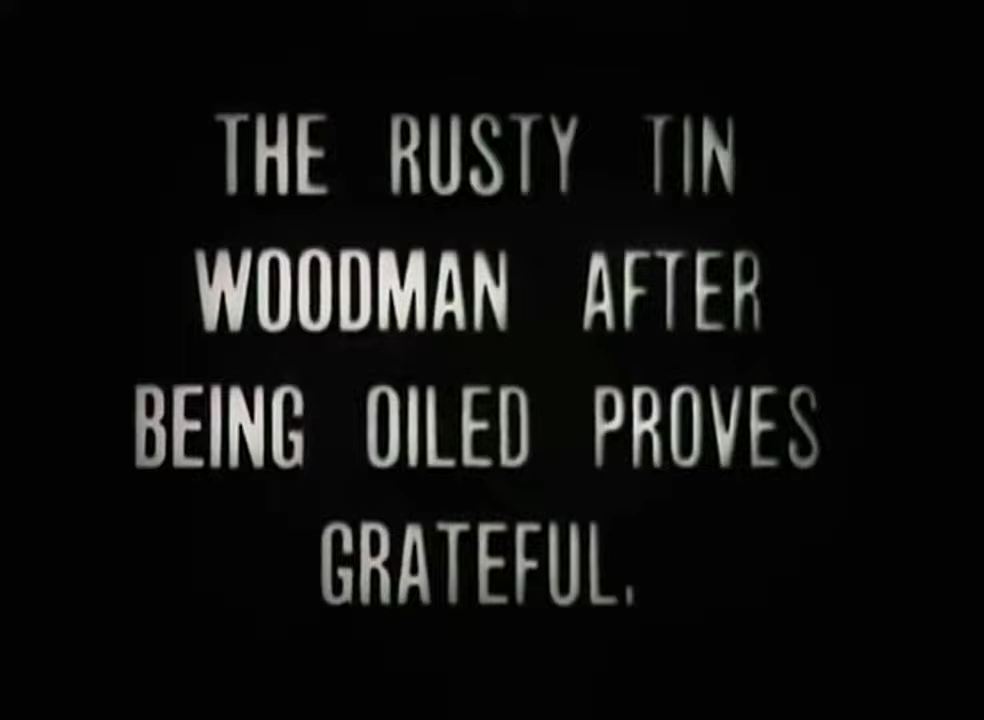 THE RUSTY TIN
WOODMAN AFTER
BEING OILED PROVES
GRATEFUL.